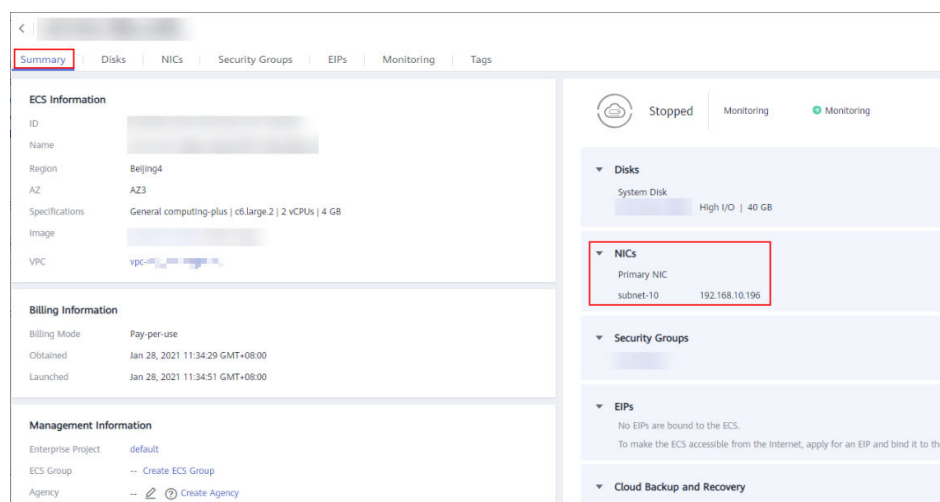 Summary Disks NICs Security Groups EIPs Monitoring Tags
ECS Information
ID
Name
Region Beijing4
AZ AZ3
Specifications General computing-plus | c6.large.2 | 2 vCPUs | 4 GB
Image
VPC vpc-
Billing Information
Billing Mode Pay-per-use
Obtained Jan 28, 2021 11:34:29 GMT+08:00
Launched Jan 28, 2021 11:34:51 GMT+08:00
Management Information
Enterprise Project default
ECS Group -- Create ECS Group
Agency -- Create Agency
Stopped Monitoring Monitoring
Disks
System Disk
High I/O | 40 GB
NICs
Primary NIC
subnet-10 192.168.10.196
Security Groups
EIPs
No EIPs are bound to the ECS.
To make the ECS accessible from the Internet, apply for an EIP and bind it to
Cloud Backup and Recovery